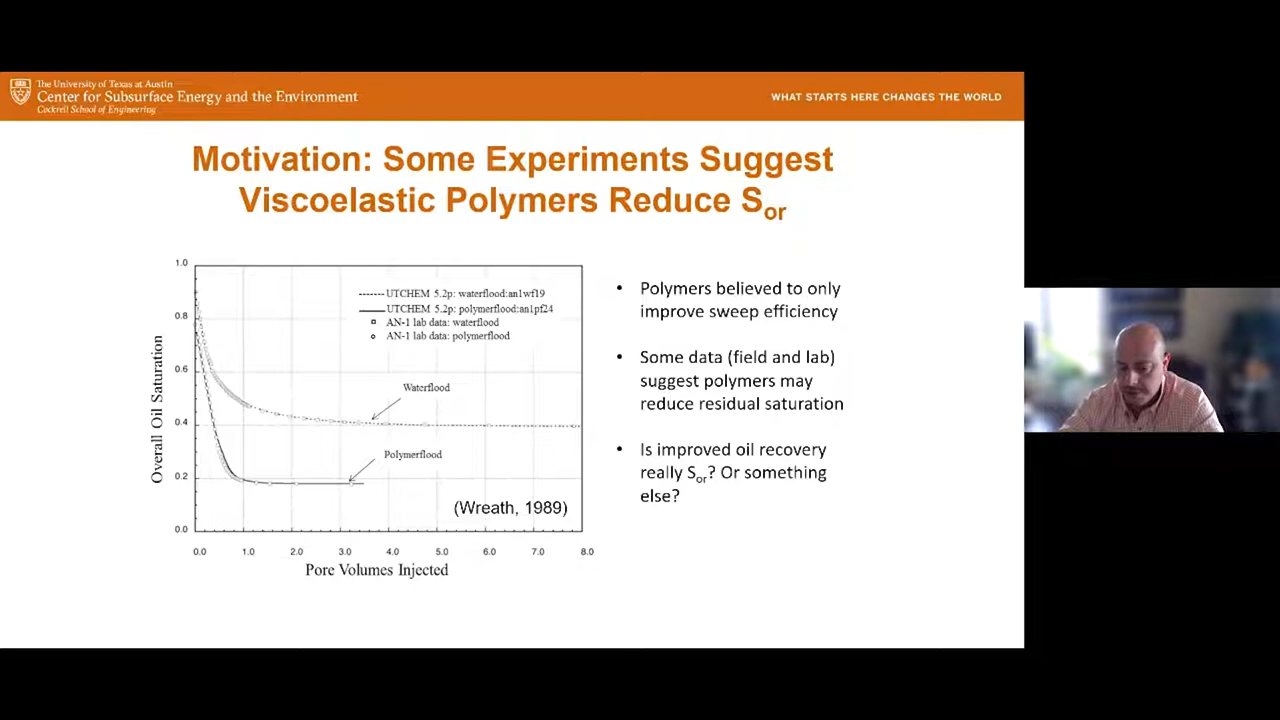 The University of Texas at Austin
Center for Subsurface Energy and the Environment
Cockrell School of Engineering
WHAT STARTS HERE CHANGES THE WORLD
Motivation: Some Experiments Suggest
Viscoelastic Polymers Reduce Sor
1.0
0.8
0.6
0.4
0.2
0.0
Overall Oil Saturation
UTCHEM 5.2p: waterflood:an1wf19
UTCHEM 5.2p: polymerflood:an1pf24
AN-1 lab data: waterflood
AN-1 lab data: polymerflood
Waterflood
Polymerflood
(Wreath, 1989)
0.0 1.0 2.0 3.0 4.0 5.0 6.0 7.0 8.0
Pore Volumes Injected
• Polymers believed to only
improve sweep efficiency
• Some data (field and lab)
suggest polymers may
reduce residual saturation
• Is improved oil recovery
really Sor? Or something
else?